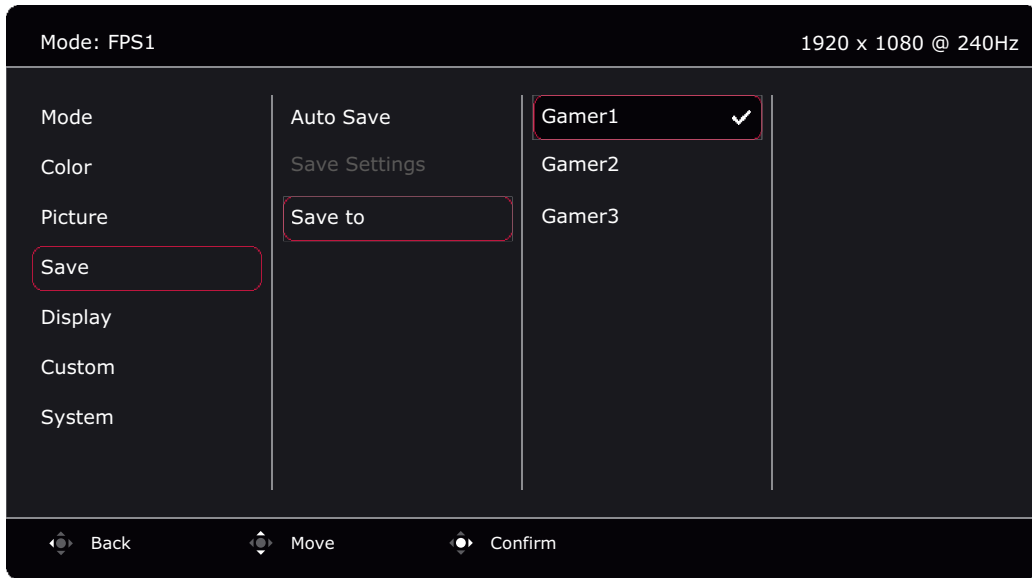 Mode: FPS1
1920 x 1080 @ 240Hz
Mode
Color
Picture
Save
Display
Custom
System
Auto Save
Save Settings
Save to
Gamer1
Gamer2
Gamer3
Back
Move
Confirm